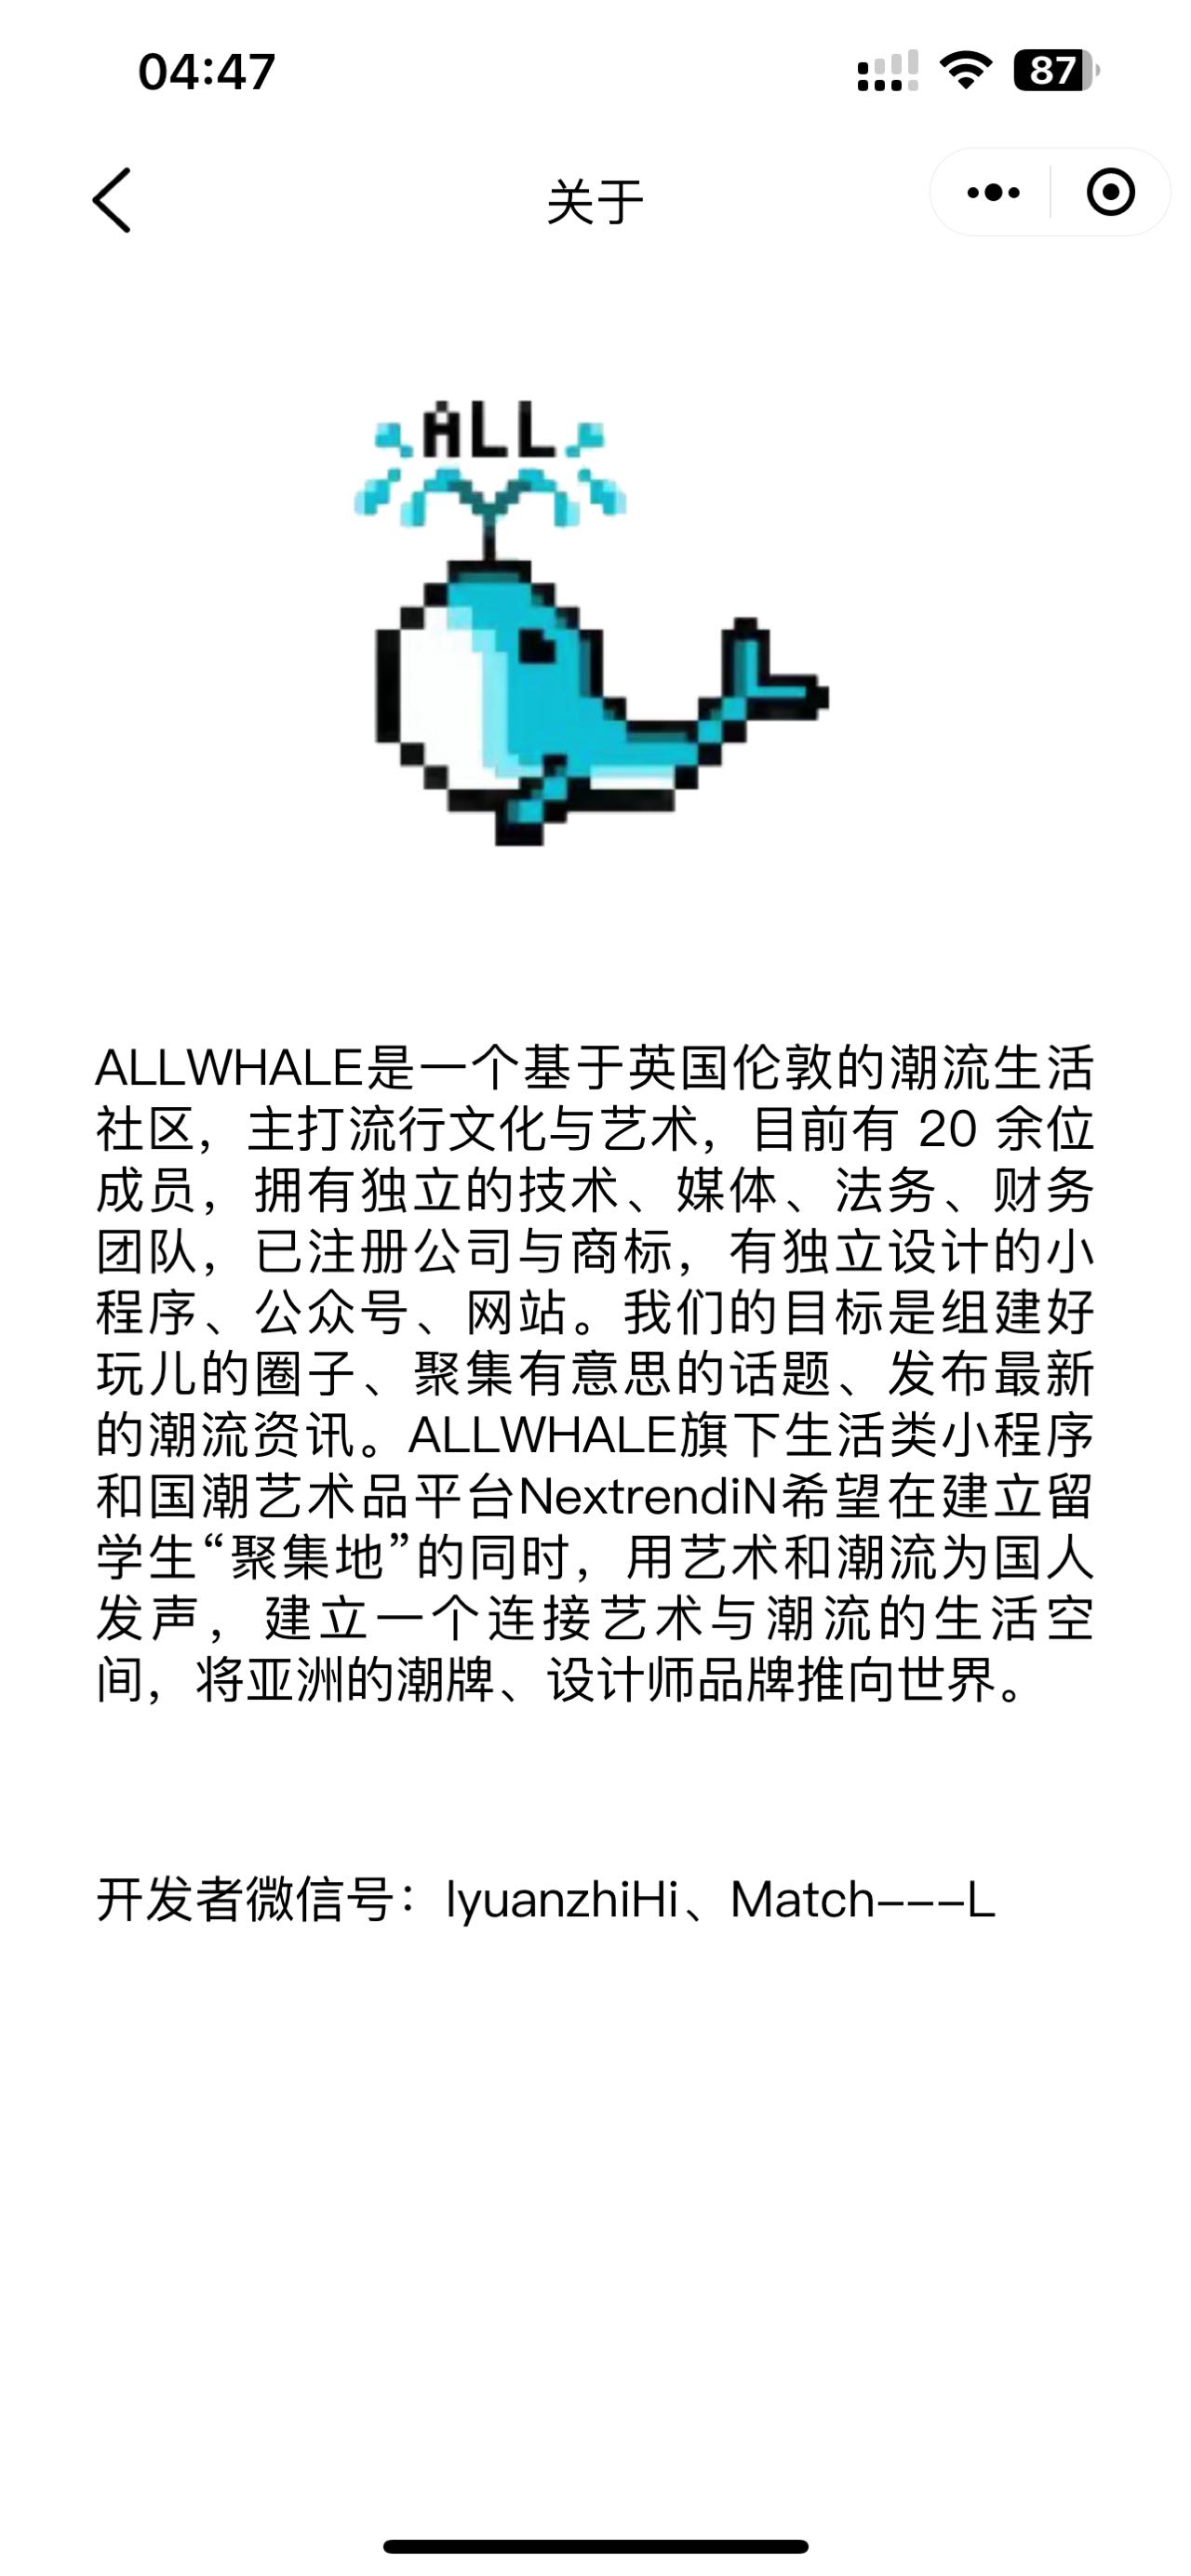 04:47
87
关于
ALL
ALLWHALE是一个基于英国伦敦的潮流生活
社区，主打流行文化与艺术，目前有 20 余位
成员，拥有独立的技术、媒体、法务、财务
团队，已注册公司与商标，有独立设计的小
程序、公众号、网站。我们的目标是组建好
玩儿的圈子、聚集有意思的话题、发布最新
的潮流资讯。ALLWHALE旗下生活类小程序
和国潮艺术品平台NextrendiN希望在建立留
学生“聚集地”的同时，用艺术和潮流为国人
发声，建立一个连接艺术与潮流的生活空
间，将亚洲的潮牌、设计师品牌推向世界。
开发者微信号：lyuanzhiHi、Match---L